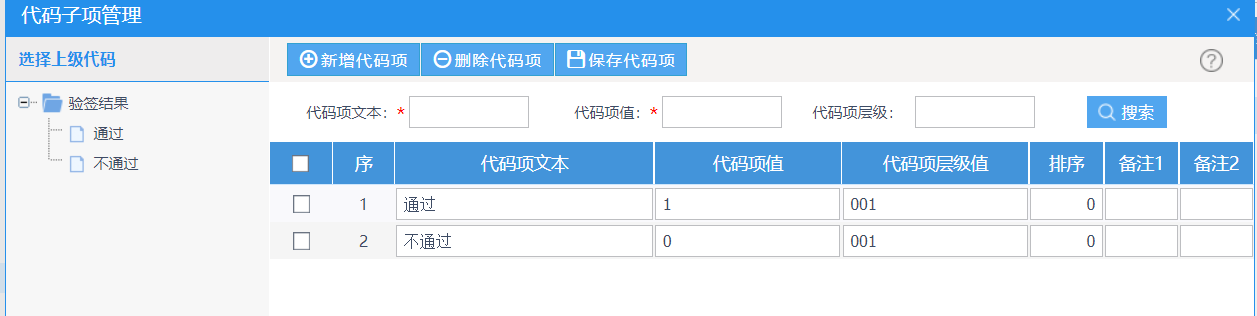 代码子项管理
选择上级代码
新增代码项 删除代码项 保存代码项
验签结果
通过
不通过
代码项文本：* 代码项值：* 代码项层级： 搜索
序 代码项文本 代码项值 代码项层级值 排序 备注1 备注2
1 通过 1 001 0
2 不通过 0 001 0